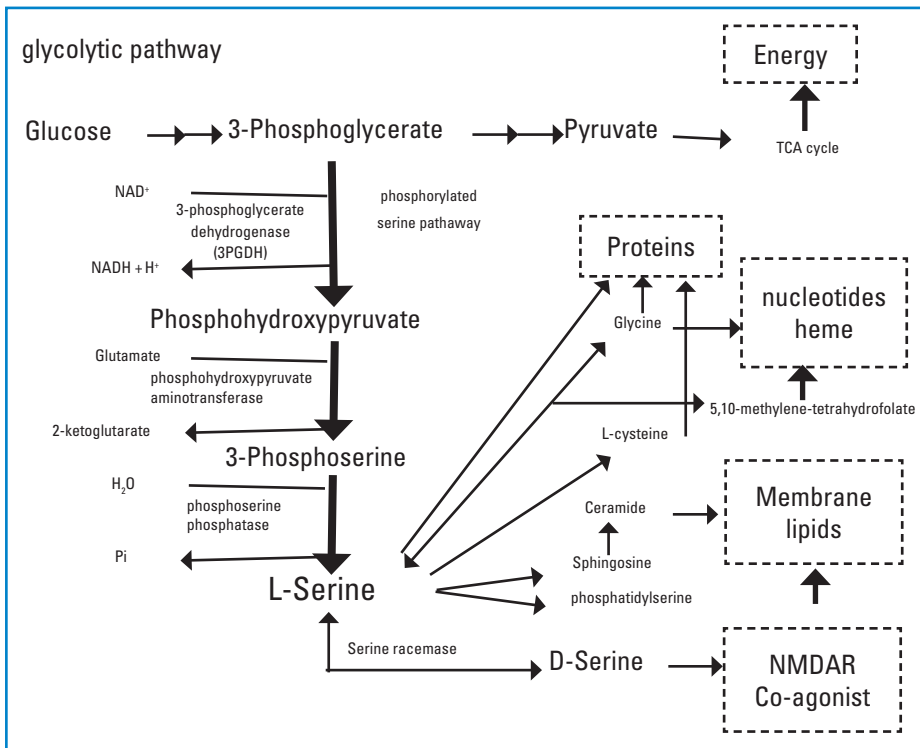 glycolytic pathway
Energy
Glucose
3-Phosphoglycerate
Pyruvate
TCA cycle
NAD⁺
3-phosphoglycerate
dehydrogenase
(3PGDH)
phosphorylated
serine pathaway
NADH + H⁺
Proteins
nucleotides
heme
Phosphohydroxypyruvate
Glycine
Glutamate
phosphohydroxypyruvate
aminotransferase
5,10-methylene-tetrahydrofolate
2-ketoglutarate
L-cysteine
3-Phosphoserine
H₂O
phosphoserine
phosphatase
Ceramide
Membrane
lipids
Pi
Sphingosine
L-Serine
phosphatidylserine
Serine racemase
D-Serine
NMDAR
Co-agonist